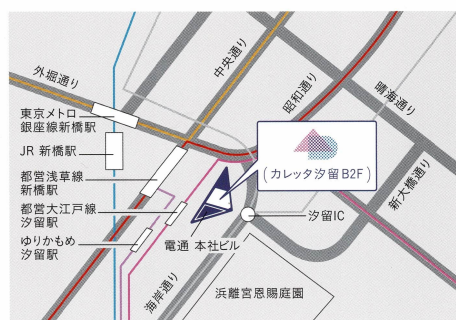 外堀通り
中央通り
昭和通り
晴海通り
東京メトロ
銀座線新橋駅
JR 新橋駅
都営浅草線
新橋駅
都営大江戸線
汐留駅
ゆりかもめ
汐留駅
(カレッタ汐留B2F)
新大橋通り
汐留IC
電通 本社ビル
海岸通り
浜離宮恩賜庭園